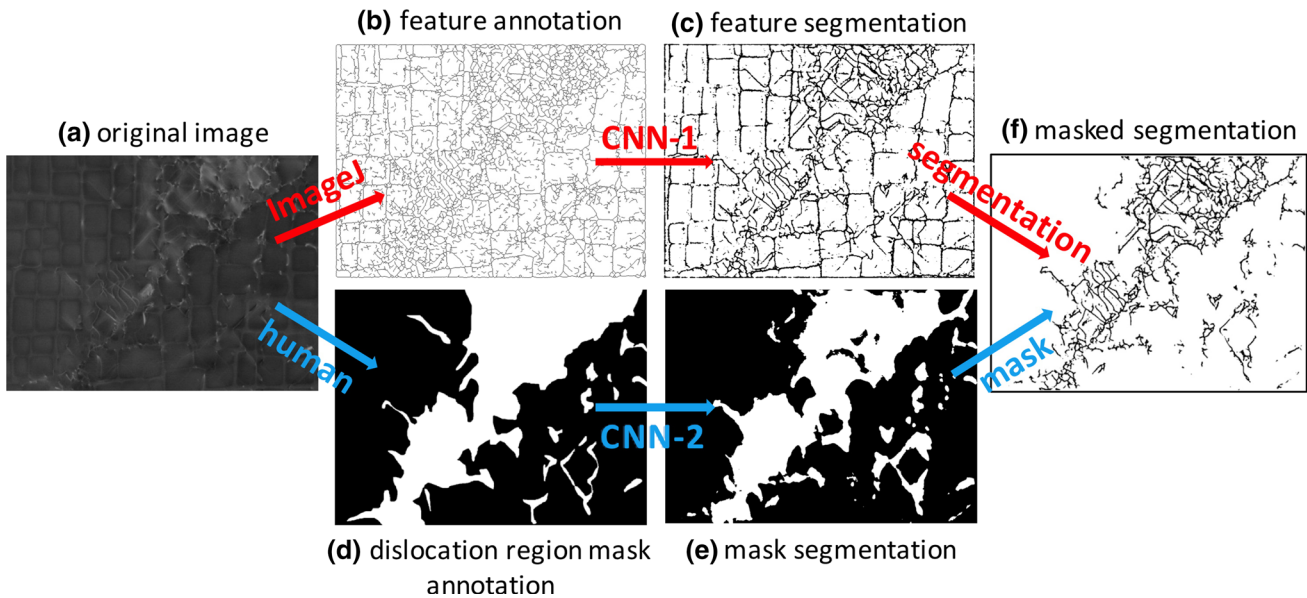 (b) feature annotation
(c) feature segmentation
(a) original image
(f) masked segmentation
ImageJ
CNN-1
segmentation
human
CNN-2
mask
(d) dislocation region mask
annotation
(e) mask segmentation